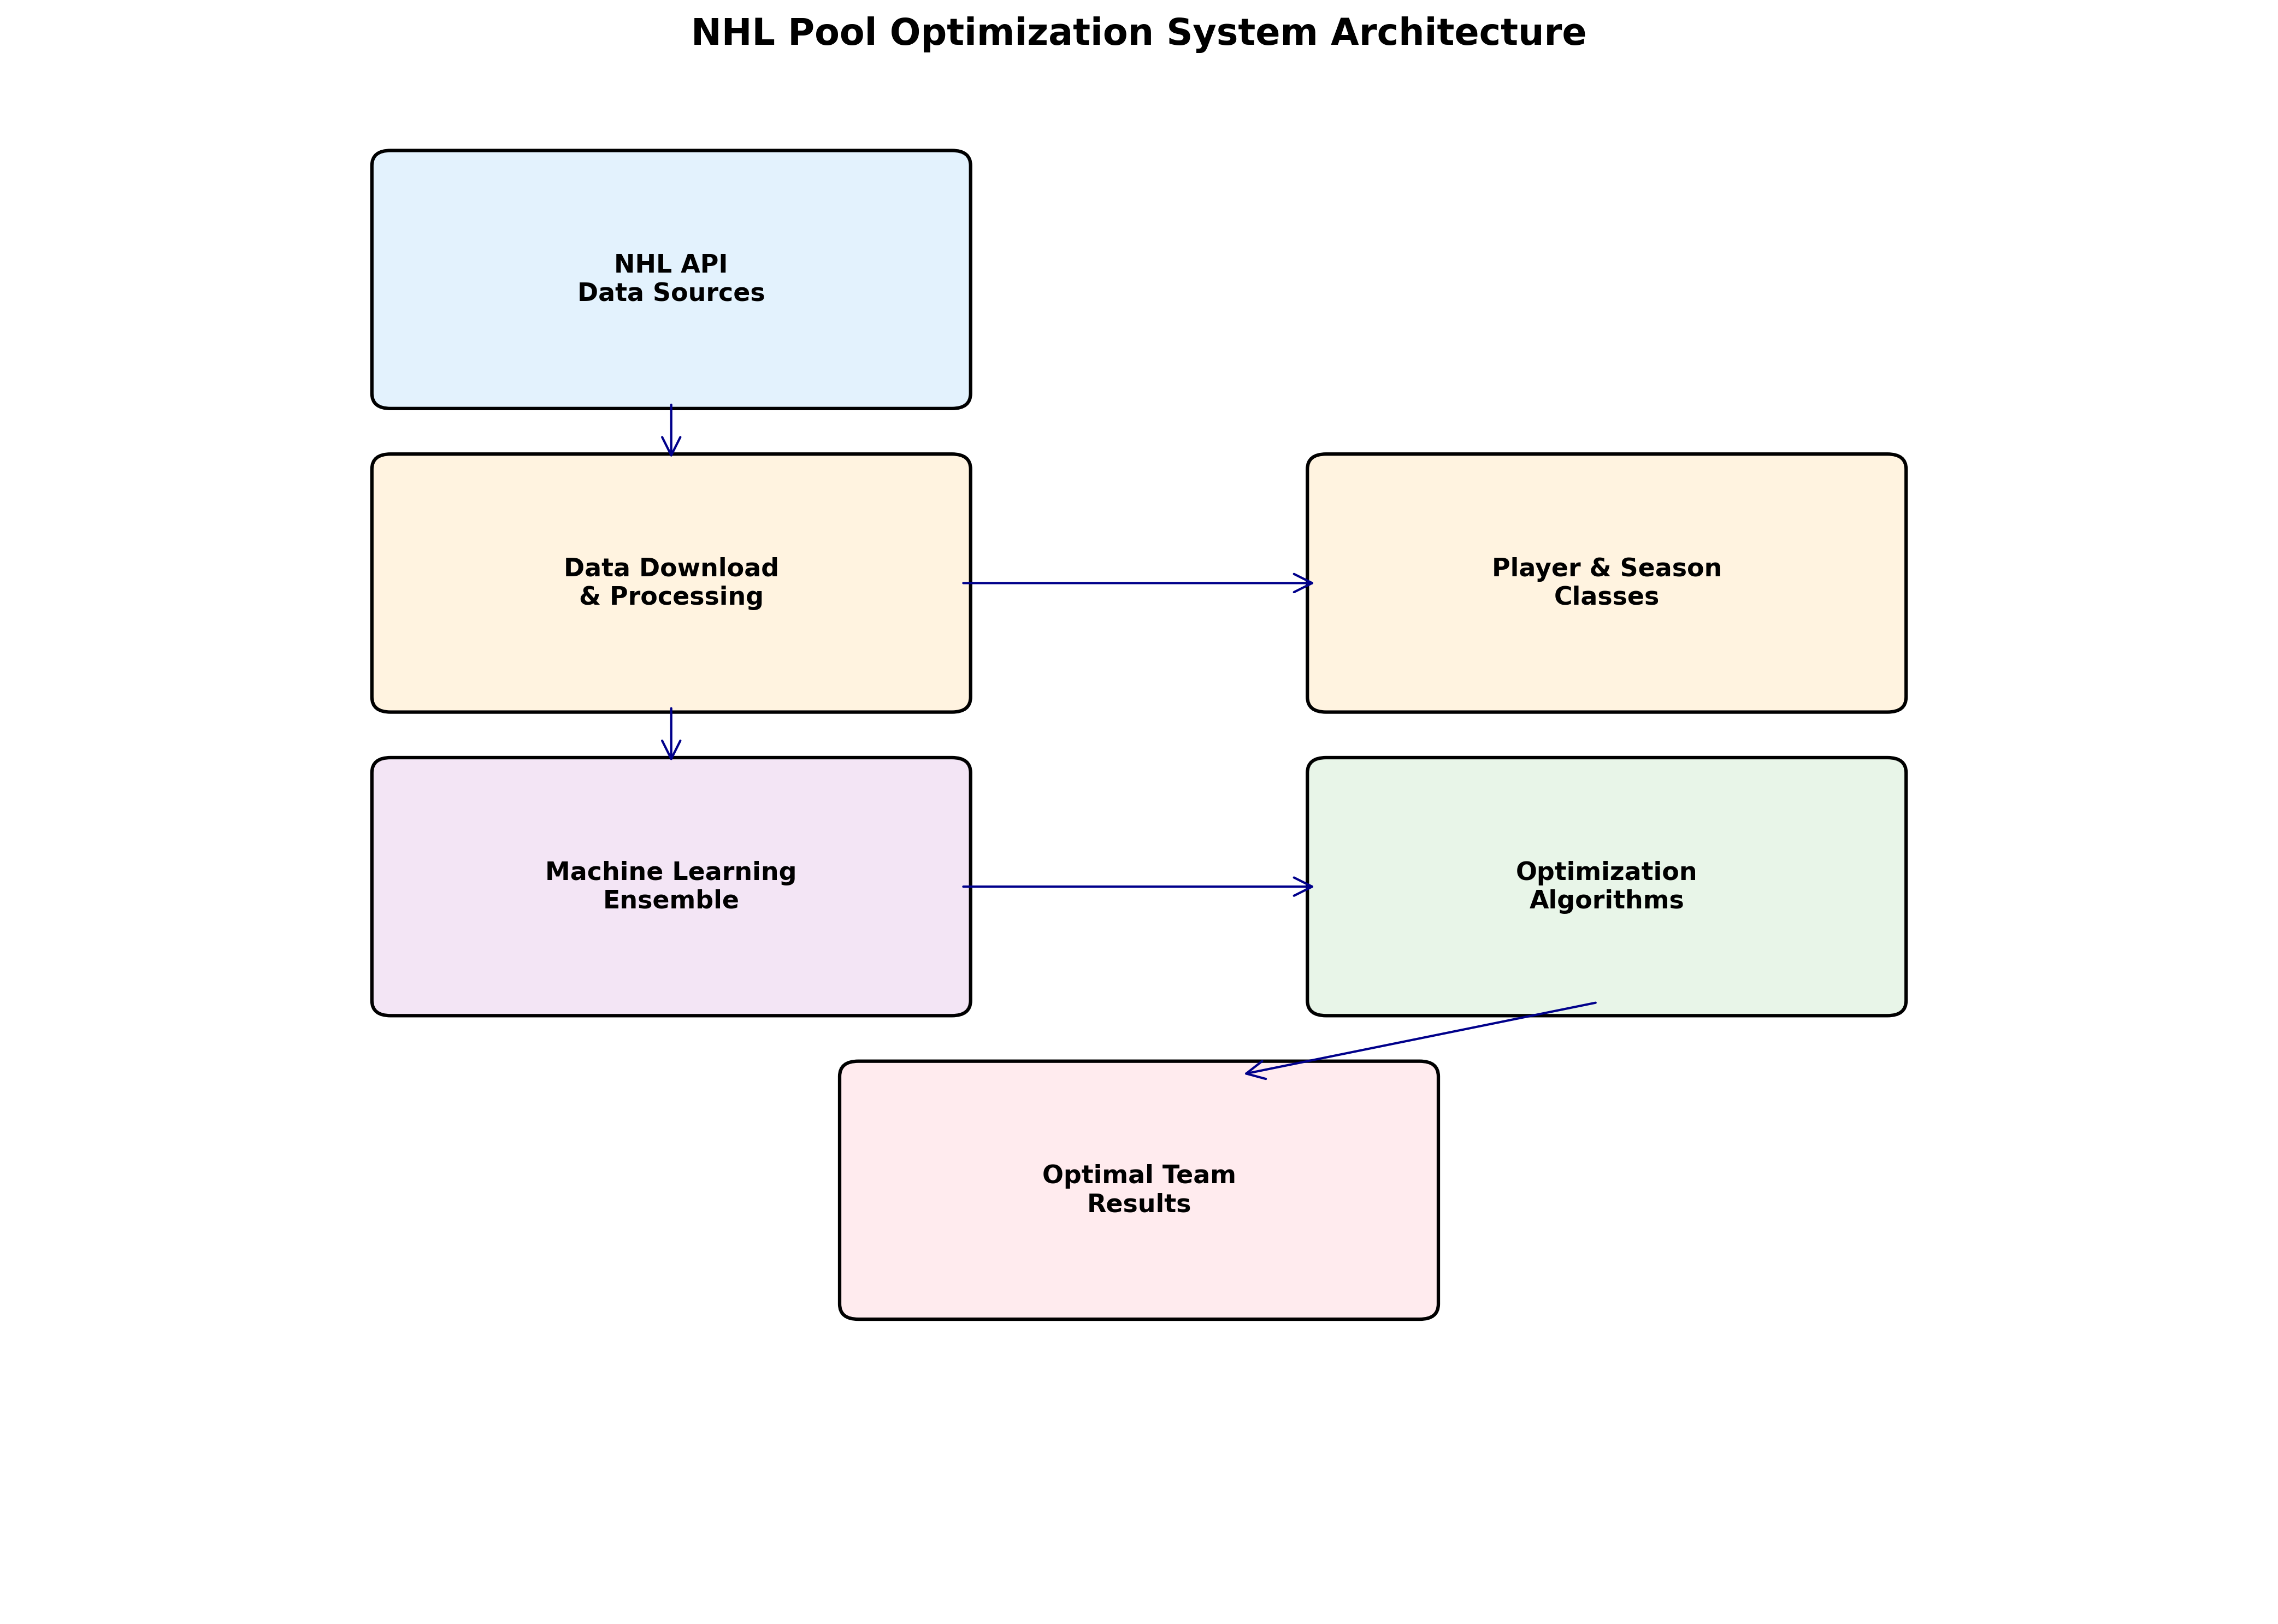 NHL Pool Optimization System Architecture
NHL API
Data Sources
Data Download
& Processing
Player & Season
Classes
Machine Learning
Ensemble
Optimization
Algorithms
Optimal Team
Results